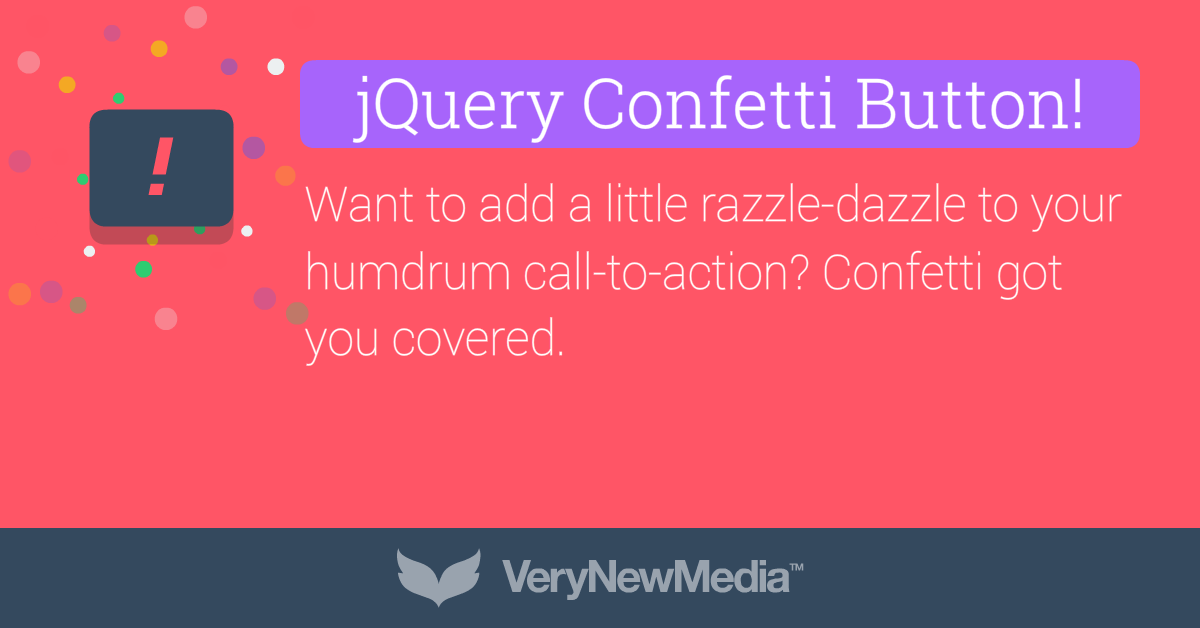 !
jQuery Confetti Button!
Want to add a little razzle-dazzle to your
humdrum call-to-action? Confetti got
you covered.
VeryNewMedia™